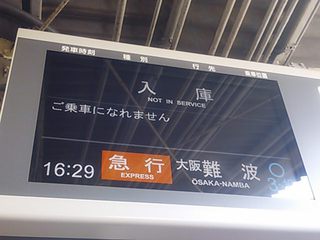 発車時刻 種別 行先 乗車位置
入庫
NOT IN SERVICE
ご乗車になれません
16:29 急行 大阪難波 ○
EXPRESS OSAKA-NAMBA